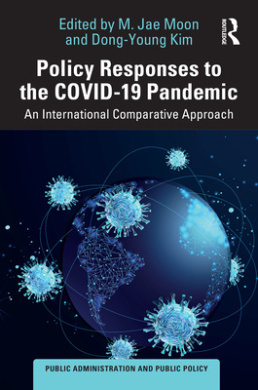 Edited by M. Jae Moon
and Dong-Young Kim
ROUTLEDGE
Policy Responses to
the COVID-19 Pandemic
An International Comparative Approach
PUBLIC ADMINISTRATION AND PUBLIC POLICY